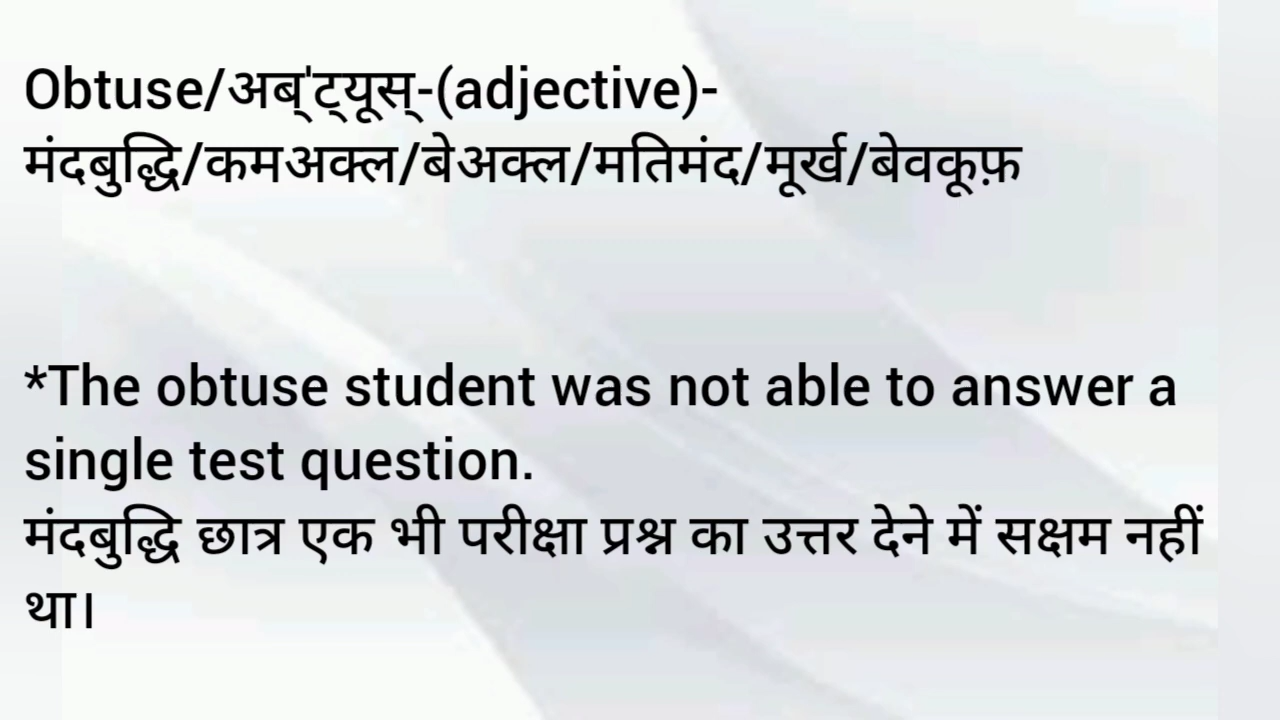 Obtuse/अब्'ट्यूस्-(adjective)-
मंदबुद्धि/कमअक्ल/बेअक्ल/मतिमंद/मूर्ख/बेवकूफ़
*The obtuse student was not able to answer a
single test question.
मंदबुद्धि छात्र एक भी परीक्षा प्रश्न का उत्तर देने में सक्षम नहीं
था।